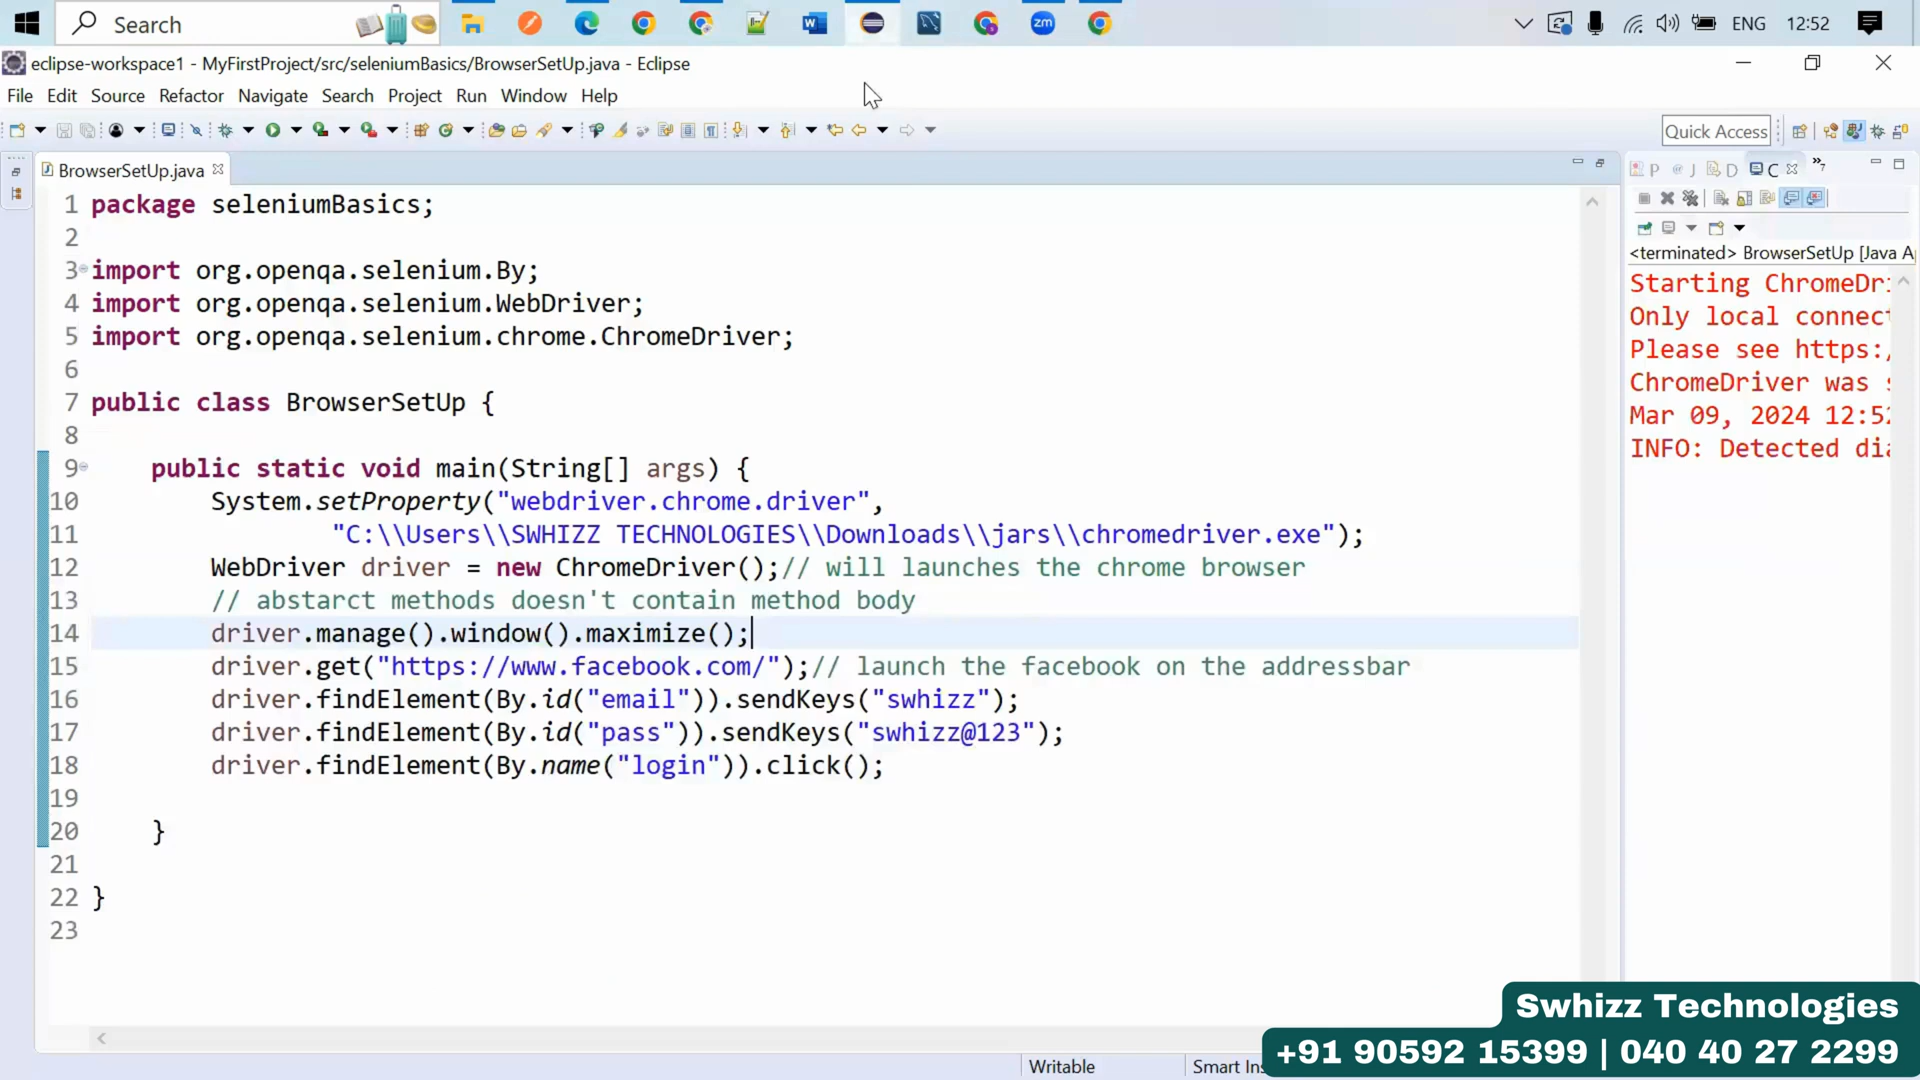 Search
ENG
12:52
eclipse-workspace1 - MyFirstProject/src/seleniumBasics/BrowserSetUp.java - Eclipse
File Edit Source Refactor Navigate Search Project Run Window Help
Quick Access
BrowserSetUp.java
P @ J D C
1 package seleniumBasics;
2
3 import org.openqa.selenium.By;
4 import org.openqa.selenium.WebDriver;
5 import org.openqa.selenium.chrome.ChromeDriver;
6
7 public class BrowserSetUp {
8
9 public static void main(String[] args) {
10 System.setProperty("webdriver.chrome.driver",
11 "C:\\Users\\SWHIZZ TECHNOLOGIES\\Downloads\\jars\\chromedriver.exe");
12 WebDriver driver = new ChromeDriver();// will launches the chrome browser
13 // abstarct methods doesn't contain method body
14 driver.manage().window().maximize();
15 driver.get("https://www.facebook.com/");// launch the facebook on the addressbar
16 driver.findElement(By.id("email")).sendKeys("swhizz");
17 driver.findElement(By.id("pass")).sendKeys("swhizz@123");
18 driver.findElement(By.name("login")).click();
19
20 }
21
22 }
23
<terminated> BrowserSetUp [Java A
Starting ChromeDri
Only local connect
Please see https:/
ChromeDriver was s
Mar 09, 2024 12:52
INFO: Detected dia
Writable
Smart Ins
Swhizz Technologies
+91 90592 15399 | 040 40 27 2299